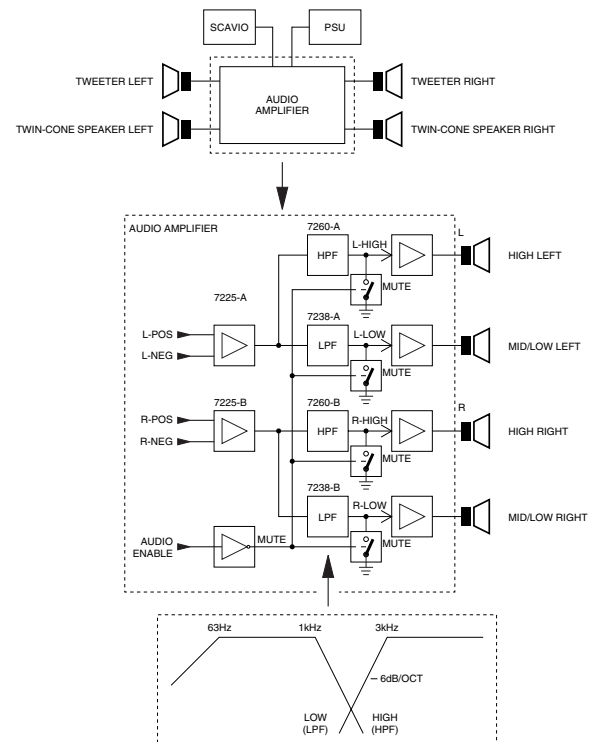 SCAVIO
PSU
TWEETER LEFT
TWEETER RIGHT
AUDIO
AMPLIFIER
TWIN-CONE SPEAKER LEFT
TWIN-CONE SPEAKER RIGHT
AUDIO AMPLIFIER
7260-A
L
HPF
L-HIGH
HIGH LEFT
MUTE
7225-A
7238-A
L-POS
L-NEG
LPF
L-LOW
MID/LOW LEFT
MUTE
7225-B
7260-B
R
R-POS
R-NEG
HPF
R-HIGH
HIGH RIGHT
MUTE
7238-B
LPF
R-LOW
MID/LOW RIGHT
AUDIO
ENABLE
MUTE
MUTE
63Hz
1kHz
3kHz
6dB/OCT
LOW
(LPF)
HIGH
(HPF)